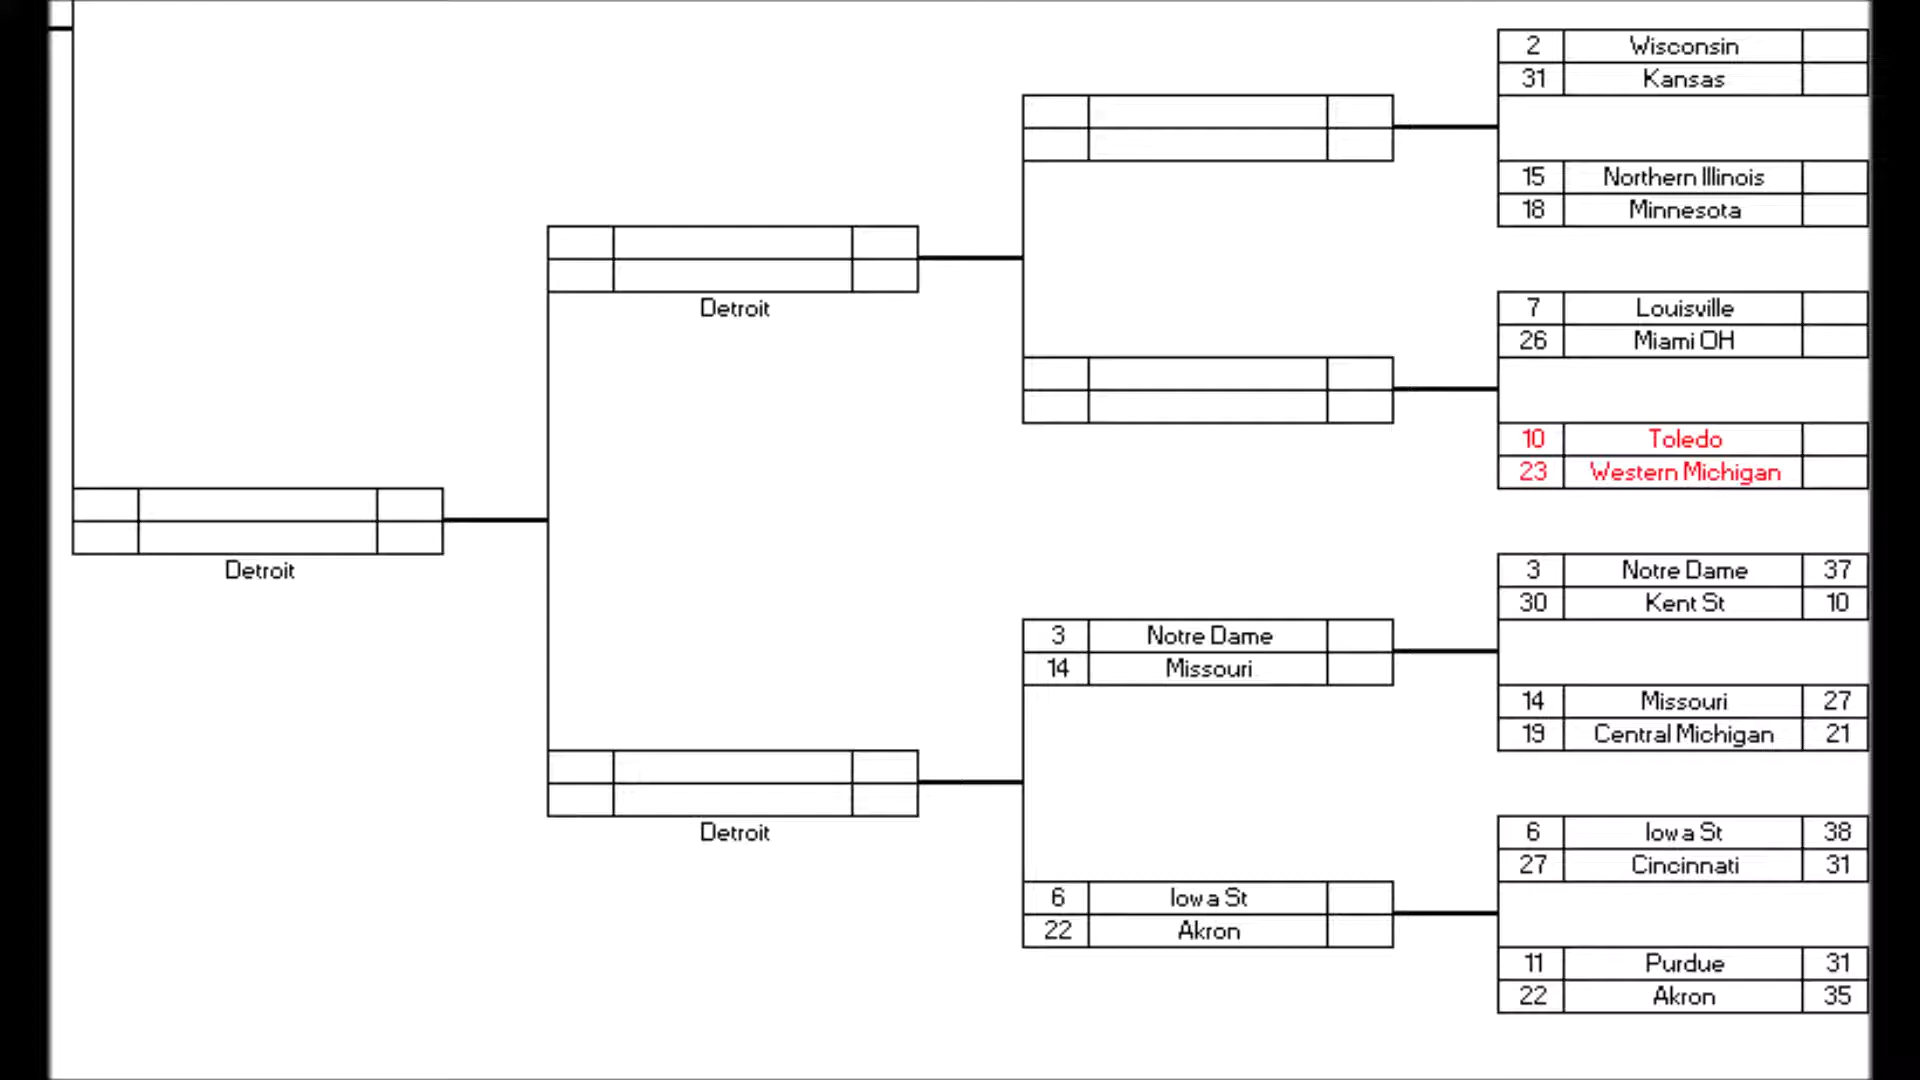 2 Wisconsin
31 Kansas
15 Northern Illinois
18 Minnesota
Detroit
7 Louisville
26 Miami OH
10 Toledo
23 Western Michigan
Detroit
3 Notre Dame 37
30 Kent St 10
3 Notre Dame
14 Missouri
14 Missouri 27
19 Central Michigan 21
Detroit
6 Iowa St 38
27 Cincinnati 31
6 Iowa St
22 Akron
11 Purdue 31
22 Akron 35